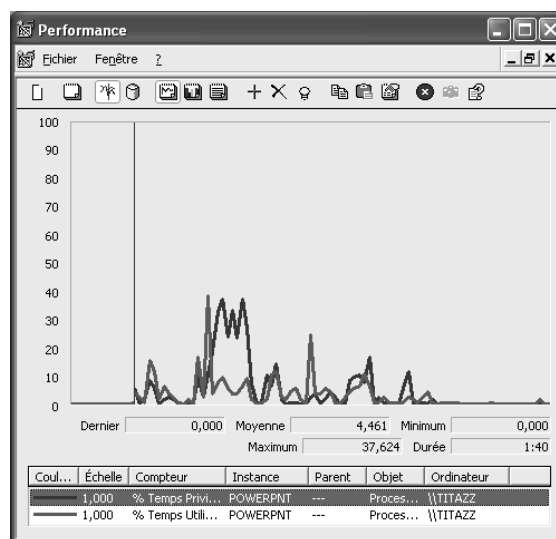 Performance
Fichier Fenêtre ?
100
90
80
70
60
50
40
30
20
10
0
Dernier 0,000 Moyenne 4,461 Minimum 0,000
Maximum 37,624 Durée 1:40
Coul... Échelle Compteur Instance Parent Objet Ordinateur
1,000 % Temps Privi... POWERPNT --- Proces... \\TITAZZ
1,000 % Temps Utili... POWERPNT --- Proces... \\TITAZZ